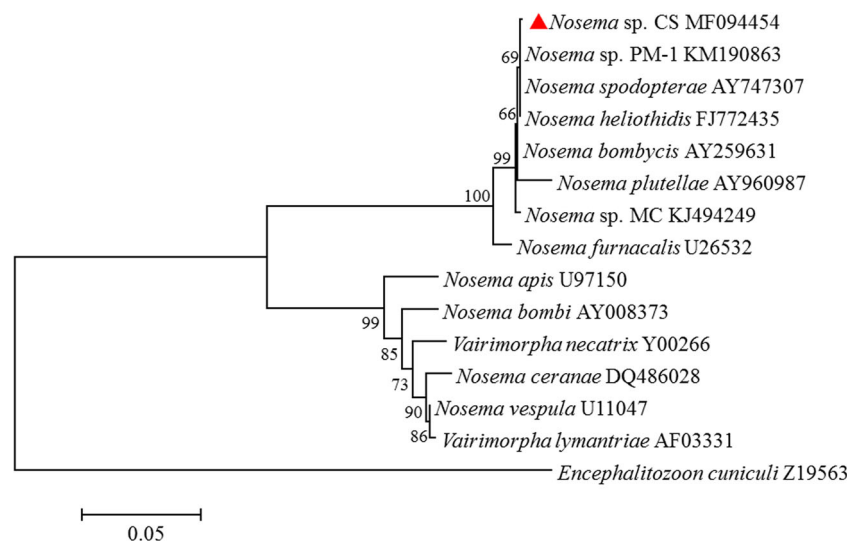 Nosema sp. CS MF094454
69
Nosema sp. PM-1 KM190863
Nosema spodopterae AY747307
66
Nosema heliothidis FJ772435
Nosema bombycis AY259631
99
Nosema plutellae AY960987
100
Nosema sp. MC KJ494249
Nosema furnacalis U26532
Nosema apis U97150
Nosema bombi AY008373
99
Vairimorpha necatrix Y00266
85
Nosema ceranae DQ486028
73
Nosema vespula U11047
90
Vairimorpha lymantriae AF03331
86
Encephalitozoon cuniculi Z19563
0.05